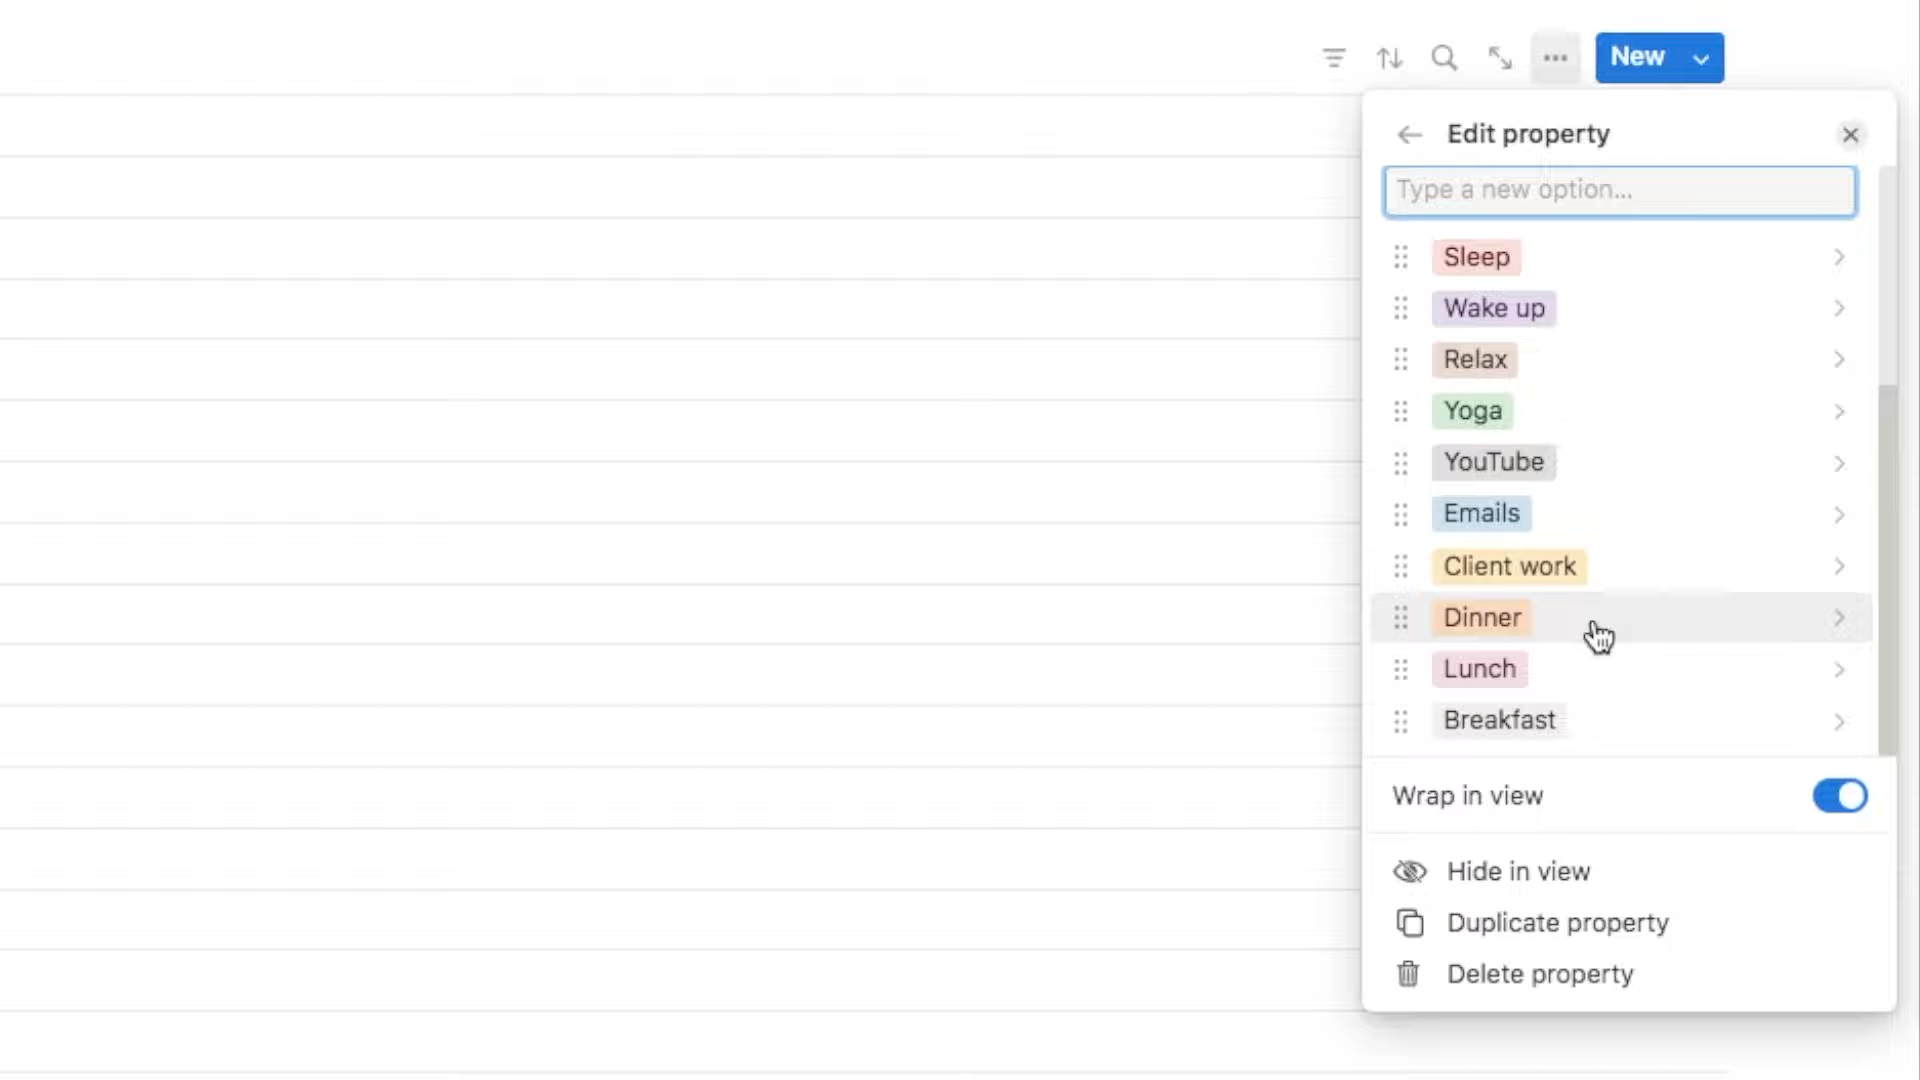 New
Edit property
Type a new option...
Sleep
Wake up
Relax
Yoga
YouTube
Emails
Client work
Dinner
Lunch
Breakfast
Wrap in view
Hide in view
Duplicate property
Delete property